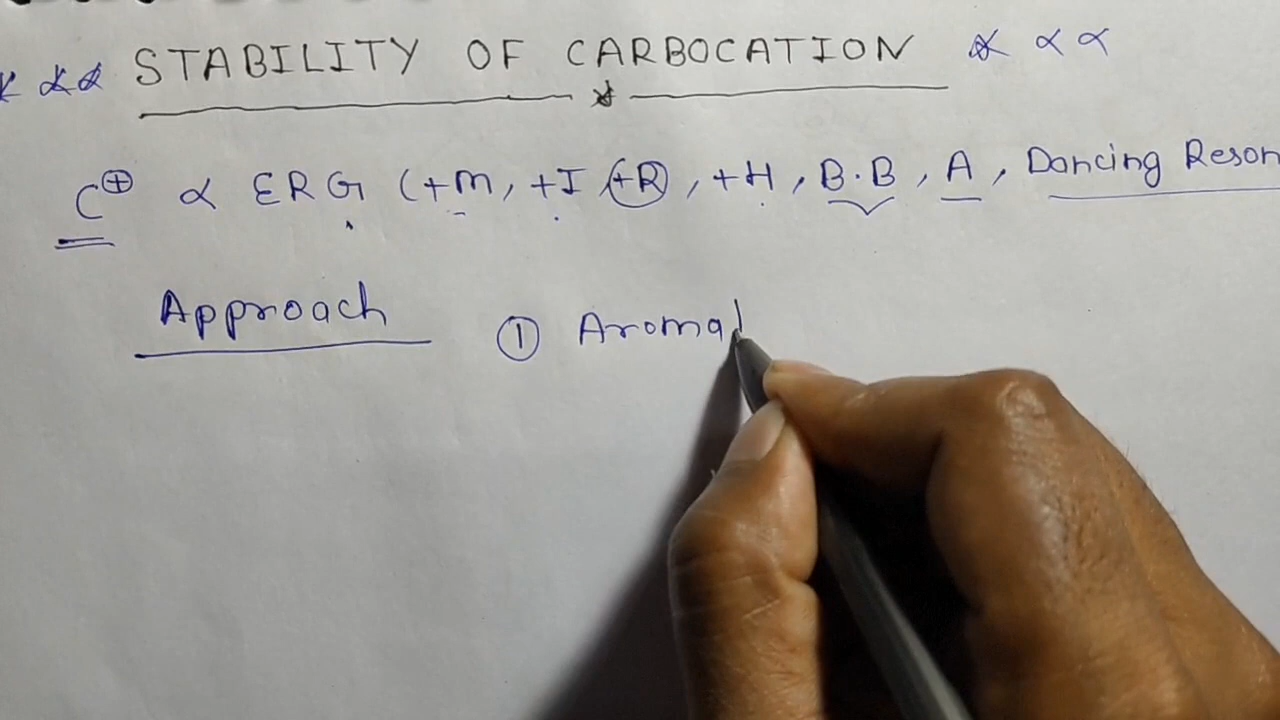 STABILITY OF CARBOCATION
C⊕ ∝ ERG (+M, +I, +R), +H, B.B, A, Dancing Reson
Approach ① Aromat